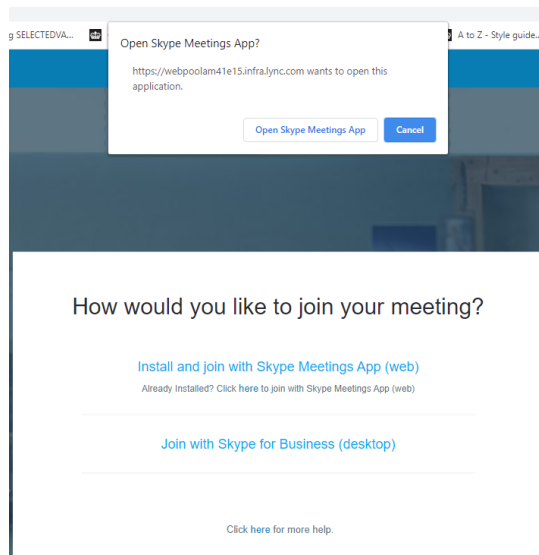 g SELECTEDVA...
A to Z - Style guide..
Open Skype Meetings App?
https://webpoolam41e15.infra.lync.com wants to open this
application.
Open Skype Meetings App
Cancel
How would you like to join your meeting?
Install and join with Skype Meetings App (web)
Already Installed? Click here to join with Skype Meetings App (web)
Join with Skype for Business (desktop)
Click here for more help.